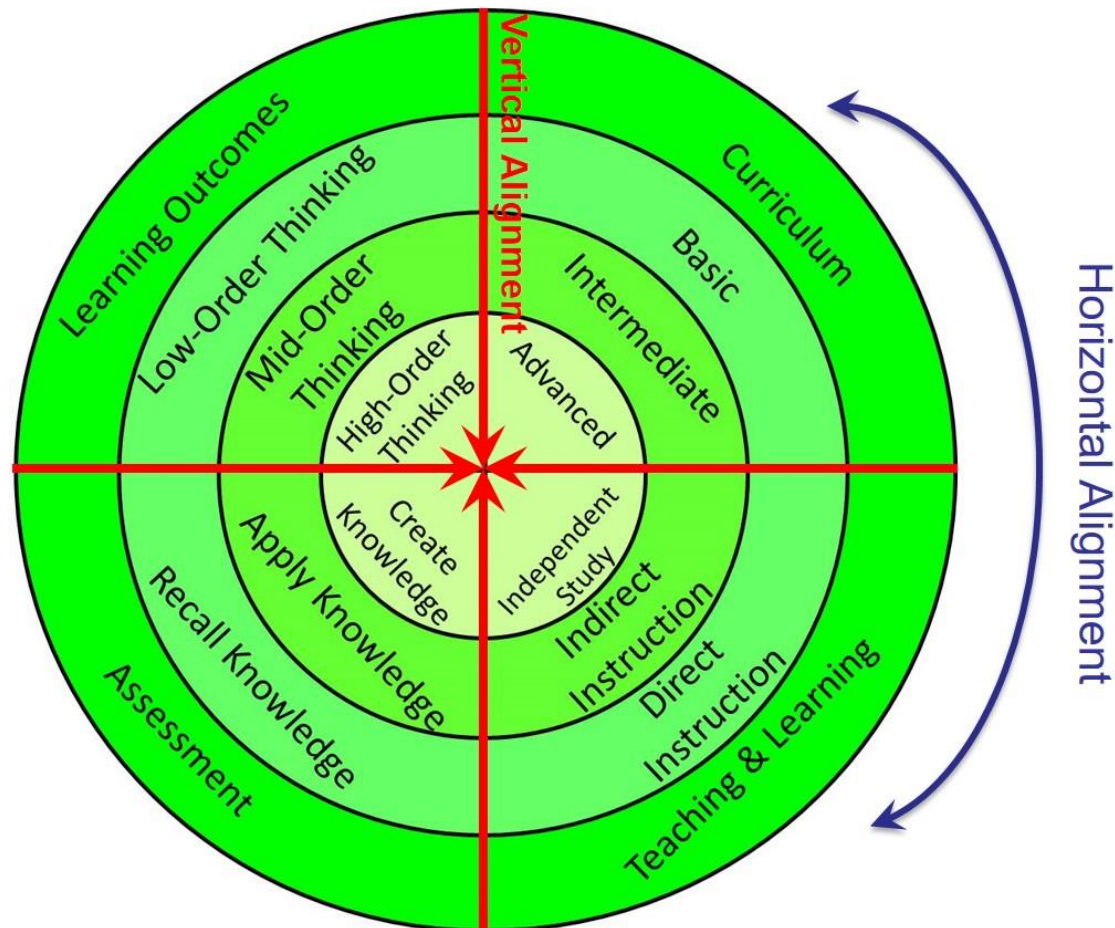 Vertical Alignment
Horizontal Alignment
Learning Outcomes
Low-Order Thinking
Mid-Order
Thinking
High-Order
Thinking
Curriculum
Basic
Intermediate
Advanced
Assessment
Recall Knowledge
Apply Knowledge
Create
Knowledge
Independent
Study
Indirect
Instruction
Direct
Instruction
Teaching & Learning